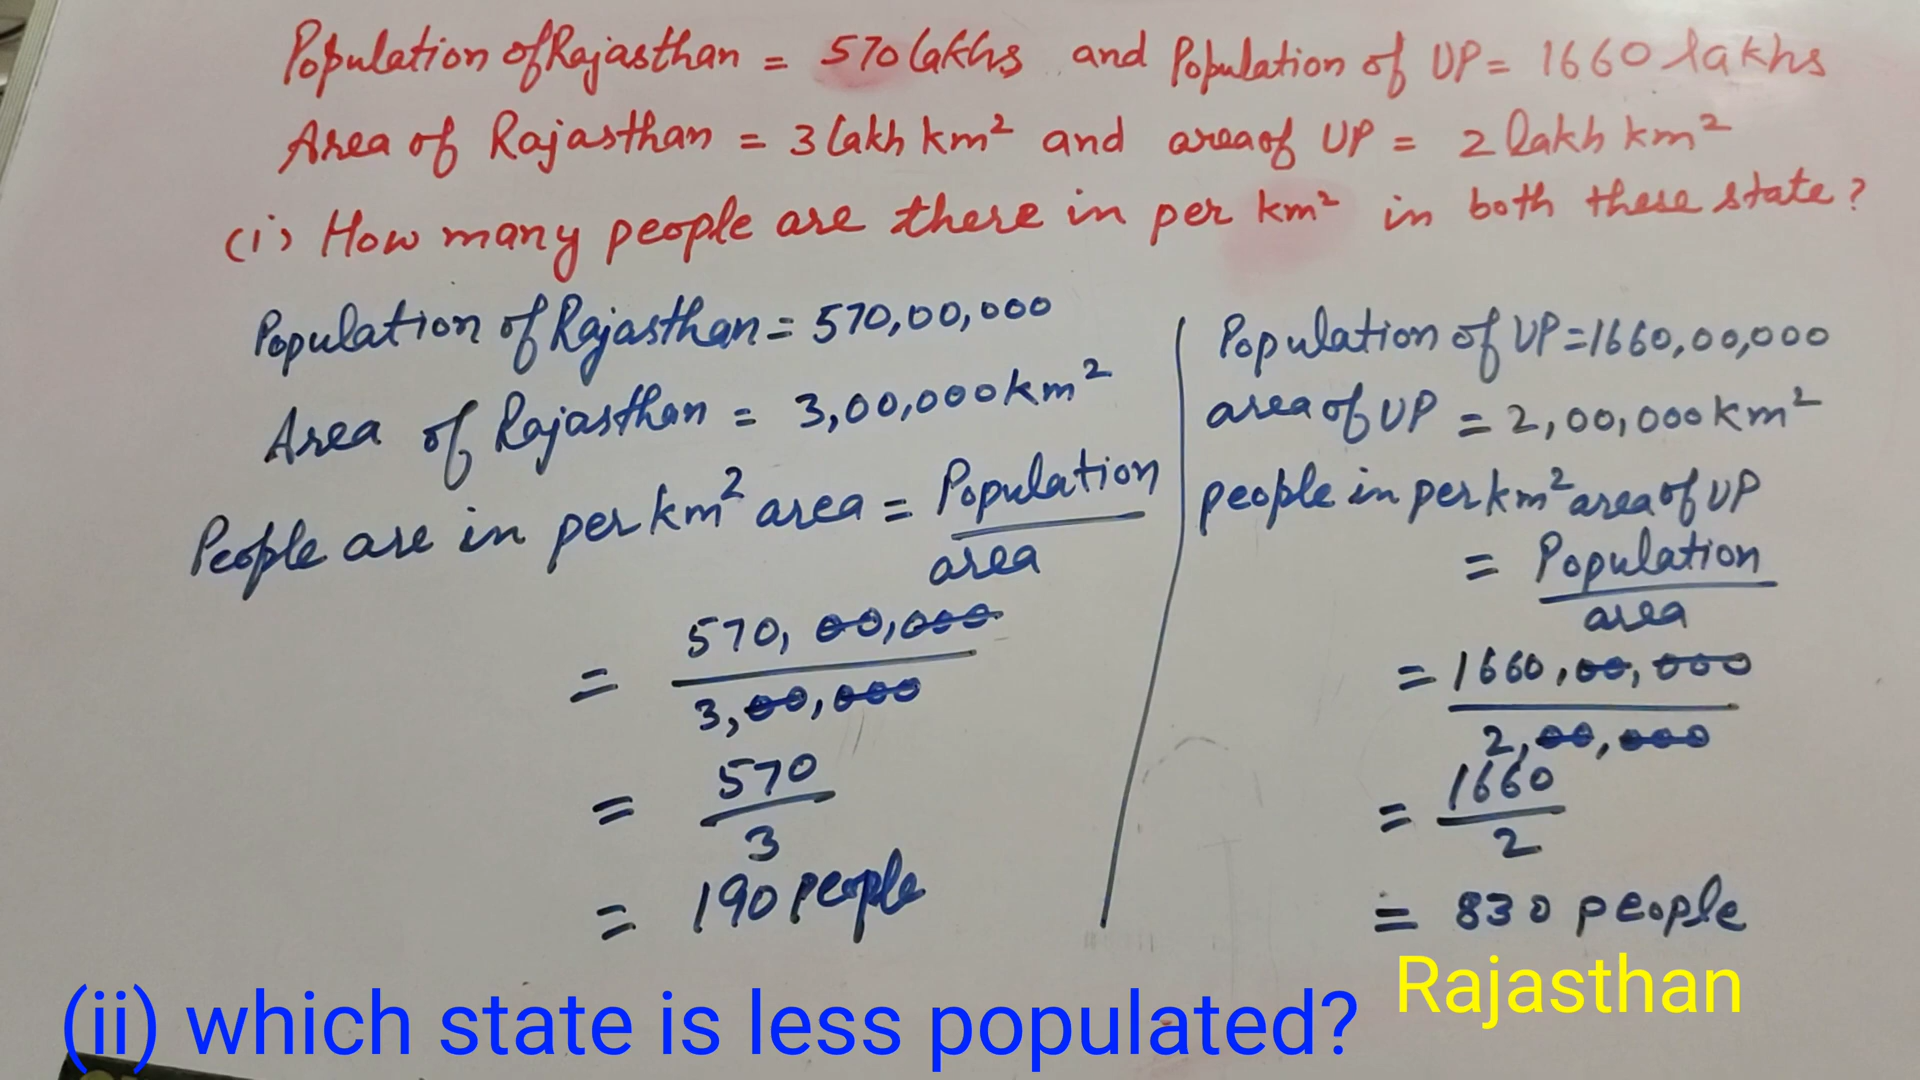 Population of Rajasthan = 570 lakhs and Population of UP = 1660 lakhs
Area of Rajasthan = 3 lakh km² and area of UP = 2 lakh km²
(i) How many people are there in per km² in both these state?
Population of Rajasthan = 570,00,000
Area of Rajasthan = 3,00,000 km²
People are in per km² area = Population
area
= 570,00,000
3,00,000
= 570
3
= 190 people
Population of UP = 1660,00,000
area of UP = 2,00,000 km²
people in per km² area of UP
= Population
area
= 1660,00,000
2,00,000
= 1660
2
= 830 people
(ii) which state is less populated? Rajasthan